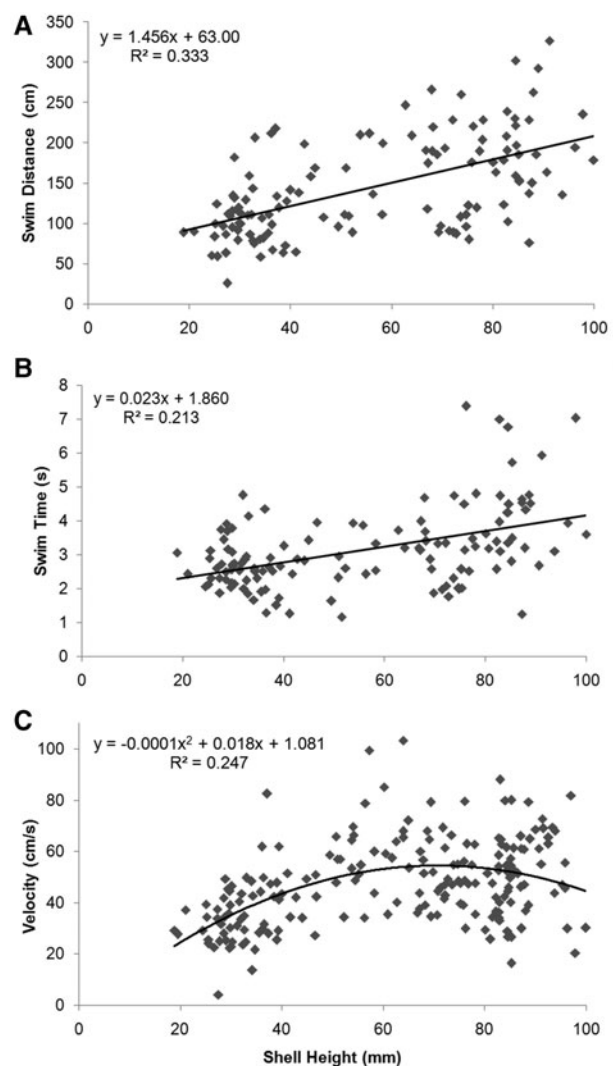 A
y = 1.456x + 63.00
R² = 0.333
350
300
250
200
150
100
50
0
Swim Distance (cm)
0 20 40 60 80 100
B
y = 0.023x + 1.860
R² = 0.213
8
7
6
5
4
3
2
1
0
Swim Time (s)
0 20 40 60 80 100
C
y = -0.0001x² + 0.018x + 1.081
R² = 0.247
100
80
60
40
20
0
Velocity (cm/s)
0 20 40 60 80 100
Shell Height (mm)